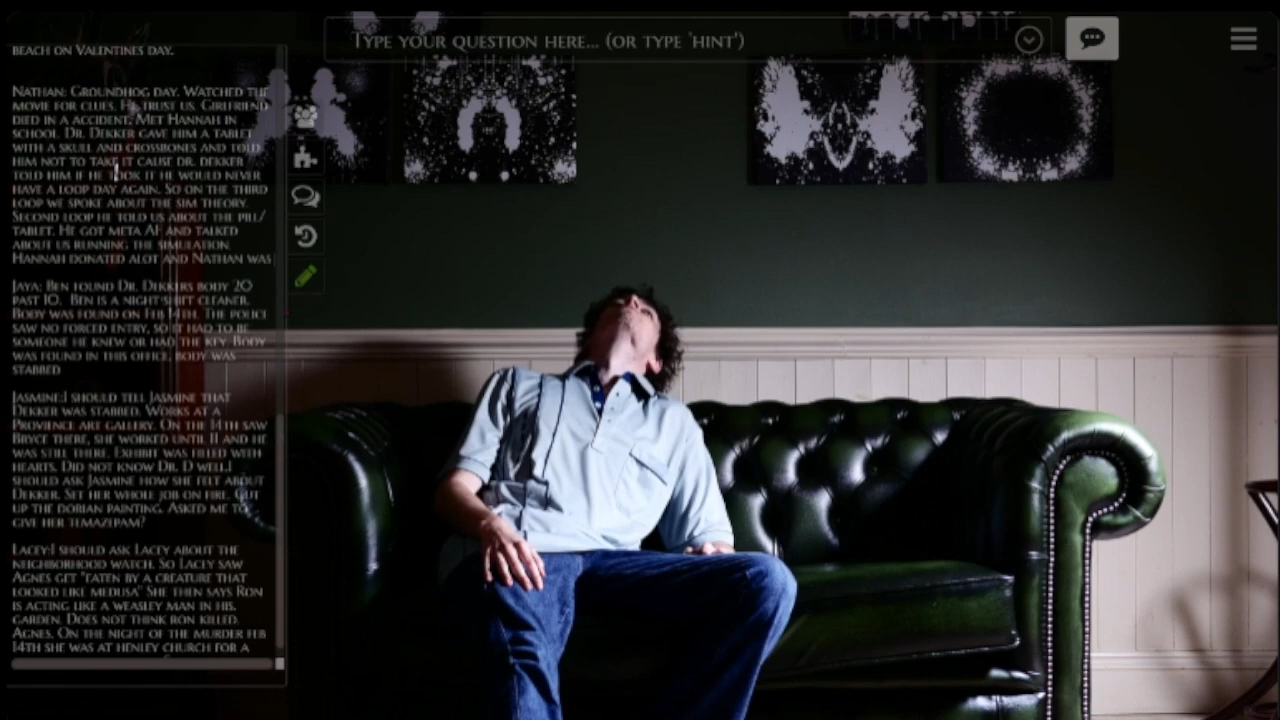 beach on Valentines day.
Nathan: Groundhog day. Watched the
movie for clues. He trust us. Girlfriend
died in a accident. Met Hannah in
school. Dr. Dekker gave him a tablet
with a skull and crossbones and told
him not to take it cause dr. dekker
told him if he took it he would never
have a loop day again. So on the third
loop we spoke about the sim theory.
Second loop he told us about the pill/
tablet. He got meta AF and talked
about us running the simulation.
Hannah donated alot and Nathan was
Jaya: Ben found Dr. Dekkers body 20
past 10. Ben is a night shift cleaner.
Body was found on Feb 14th. The police
saw no forced entry, so it had to be
someone he knew or had the key. Body
was found in this office, body was
stabbed
Jasmine:I should tell Jasmine that
Dekker was stabbed. Works at a
Provience art gallery. On the 14th saw
Bryce there, she worked until 11 and he
was still there. Exhibit was filled with
hearts. Did not know Dr. D well.I
should ask Jasmine how she felt about
Dekker. Set her whole job on fire. Cut
up the dorian painting. Asked me to
give her temazepam?
Lacey:I should ask Lacey about the
neighborhood watch. So Lacey saw
Agnes get "eaten by a creature that
looked like medusa" She then says Ron
is acting like a weasley man in his.
garden. Does not think ron killed.
Agnes. On the night of the murder feb
14th she was at henley church for a
Type your question here... (or type 'hint')